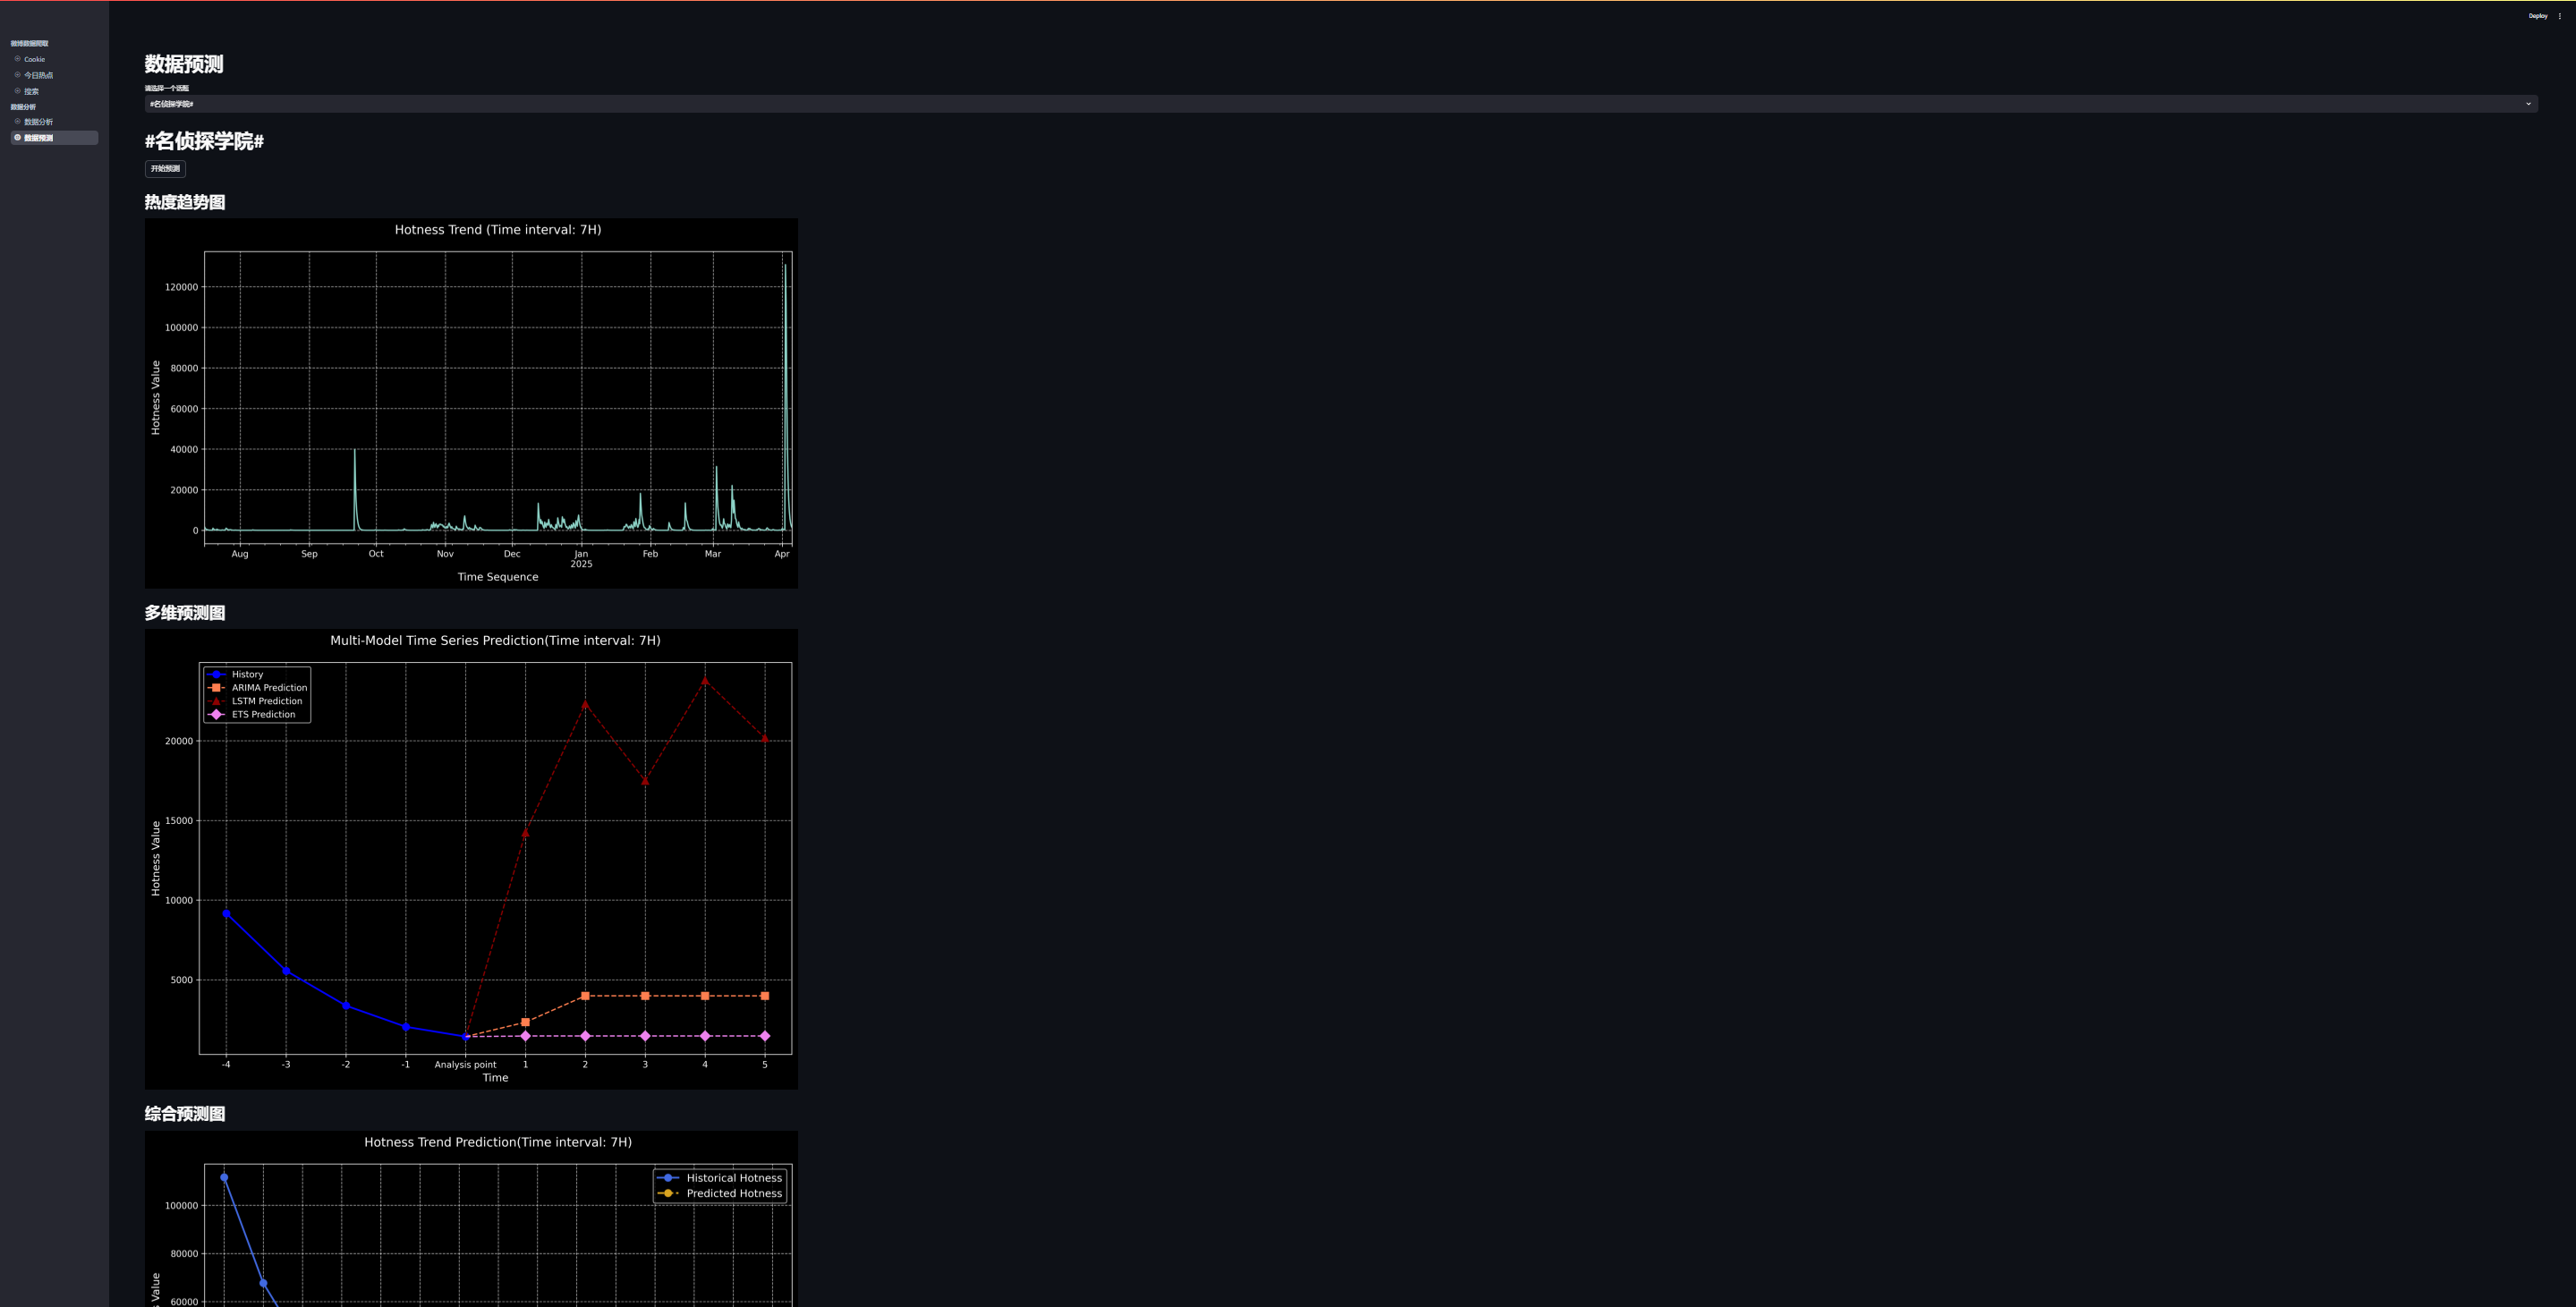 Deploy
微博数据爬取
Cookie
今日热点
搜索
数据分析
数据分析
数据预测
数据预测
请选择一个话题
#名侦探学院#
#名侦探学院#
开始预测
热度趋势图
Hotness Trend (Time interval: 7H)
Hotness Value
120000
100000
80000
60000
40000
20000
0
Aug Sep Oct Nov Dec Jan Feb Mar Apr
2025
Time Sequence
多维预测图
Multi-Model Time Series Prediction(Time interval: 7H)
History
ARIMA Prediction
LSTM Prediction
ETS Prediction
Hotness Value
20000
15000
10000
5000
-4 -3 -2 -1 Analysis point 1 2 3 4 5
Time
综合预测图
Hotness Trend Prediction(Time interval: 7H)
Historical Hotness
Predicted Hotness
100000
80000
60000
Value